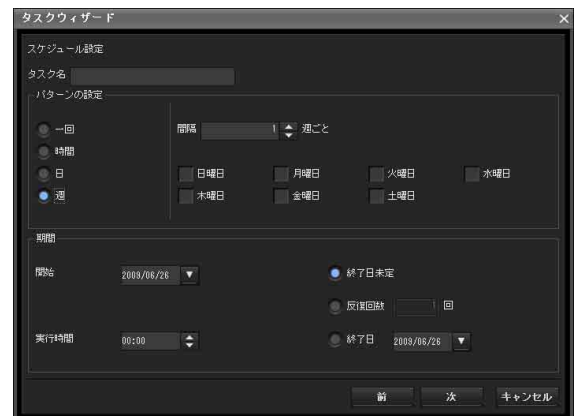 タスクウィザード
スケジュール設定
タスク名
パターンの設定
一回
時間
日
週
間隔 1 週ごと
日曜日 月曜日 火曜日 水曜日
木曜日 金曜日 土曜日
期間
開始 2009/06/26
終了日未定
反復回数 1 回
実行時間 00:00
終了日 2009/06/26
前 次 キャンセル